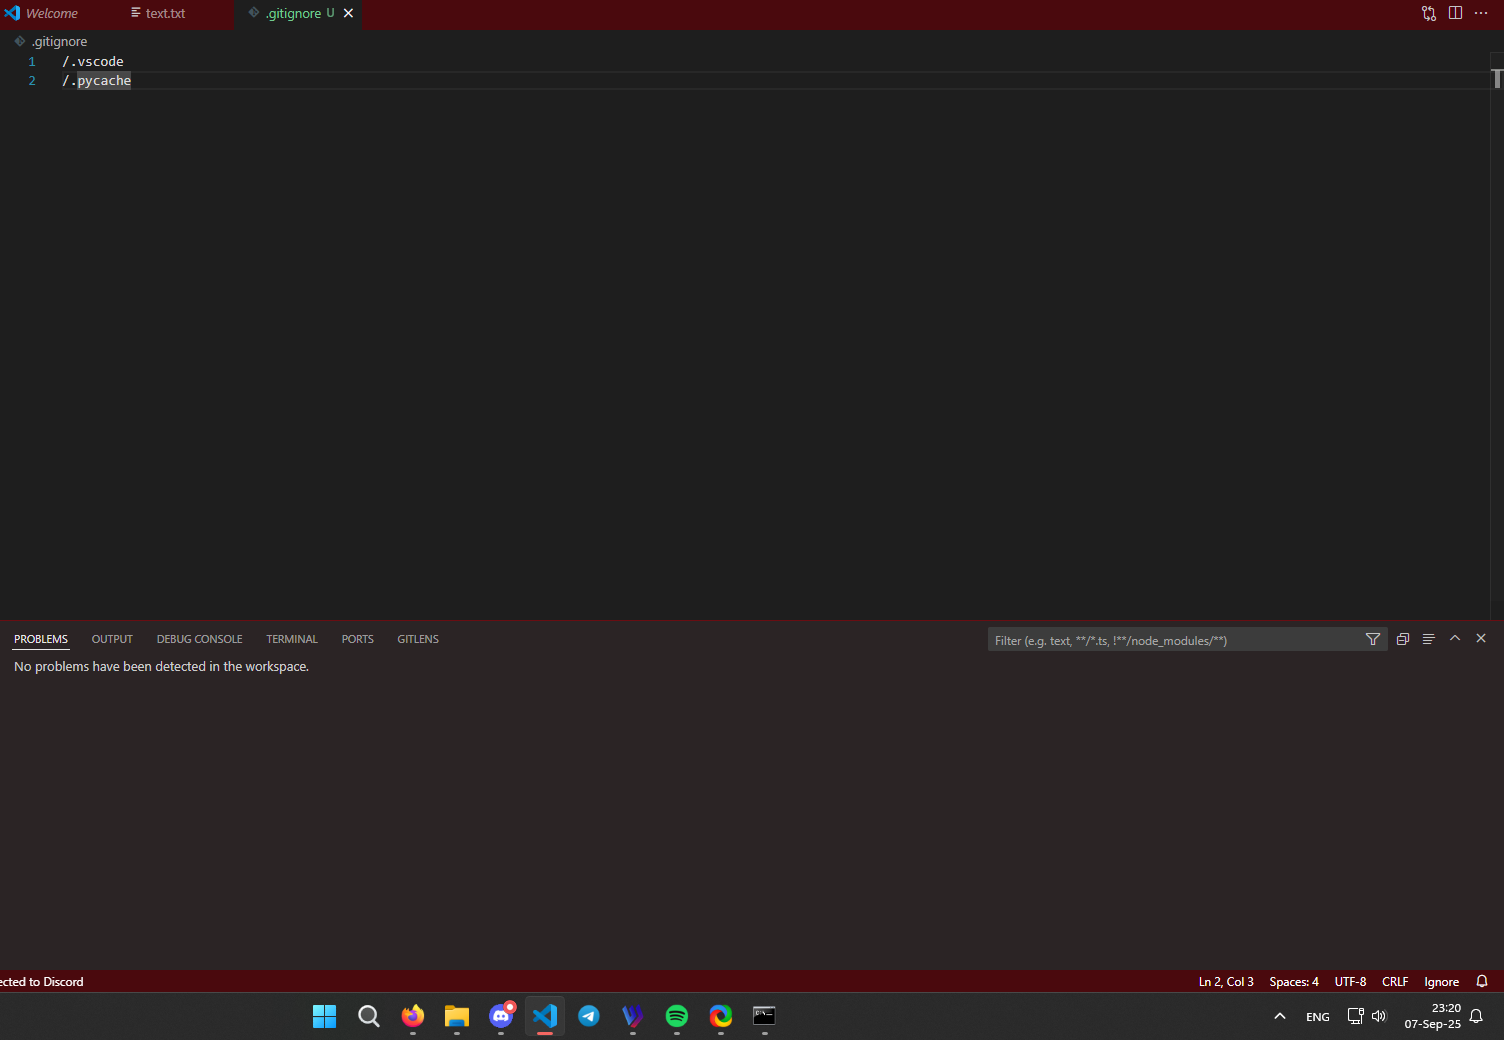 Welcome
text.txt
.gitignore U
.gitignore
1 /.vscode
2 /.pycache
PROBLEMS OUTPUT DEBUG CONSOLE TERMINAL PORTS GITLENS
Filter (e.g. text, **/*.ts, !**/node_modules/**)
No problems have been detected in the workspace.
ected to Discord
Ln 2, Col 3 Spaces: 4 UTF-8 CRLF Ignore
ENG
23:20
07-Sep-25